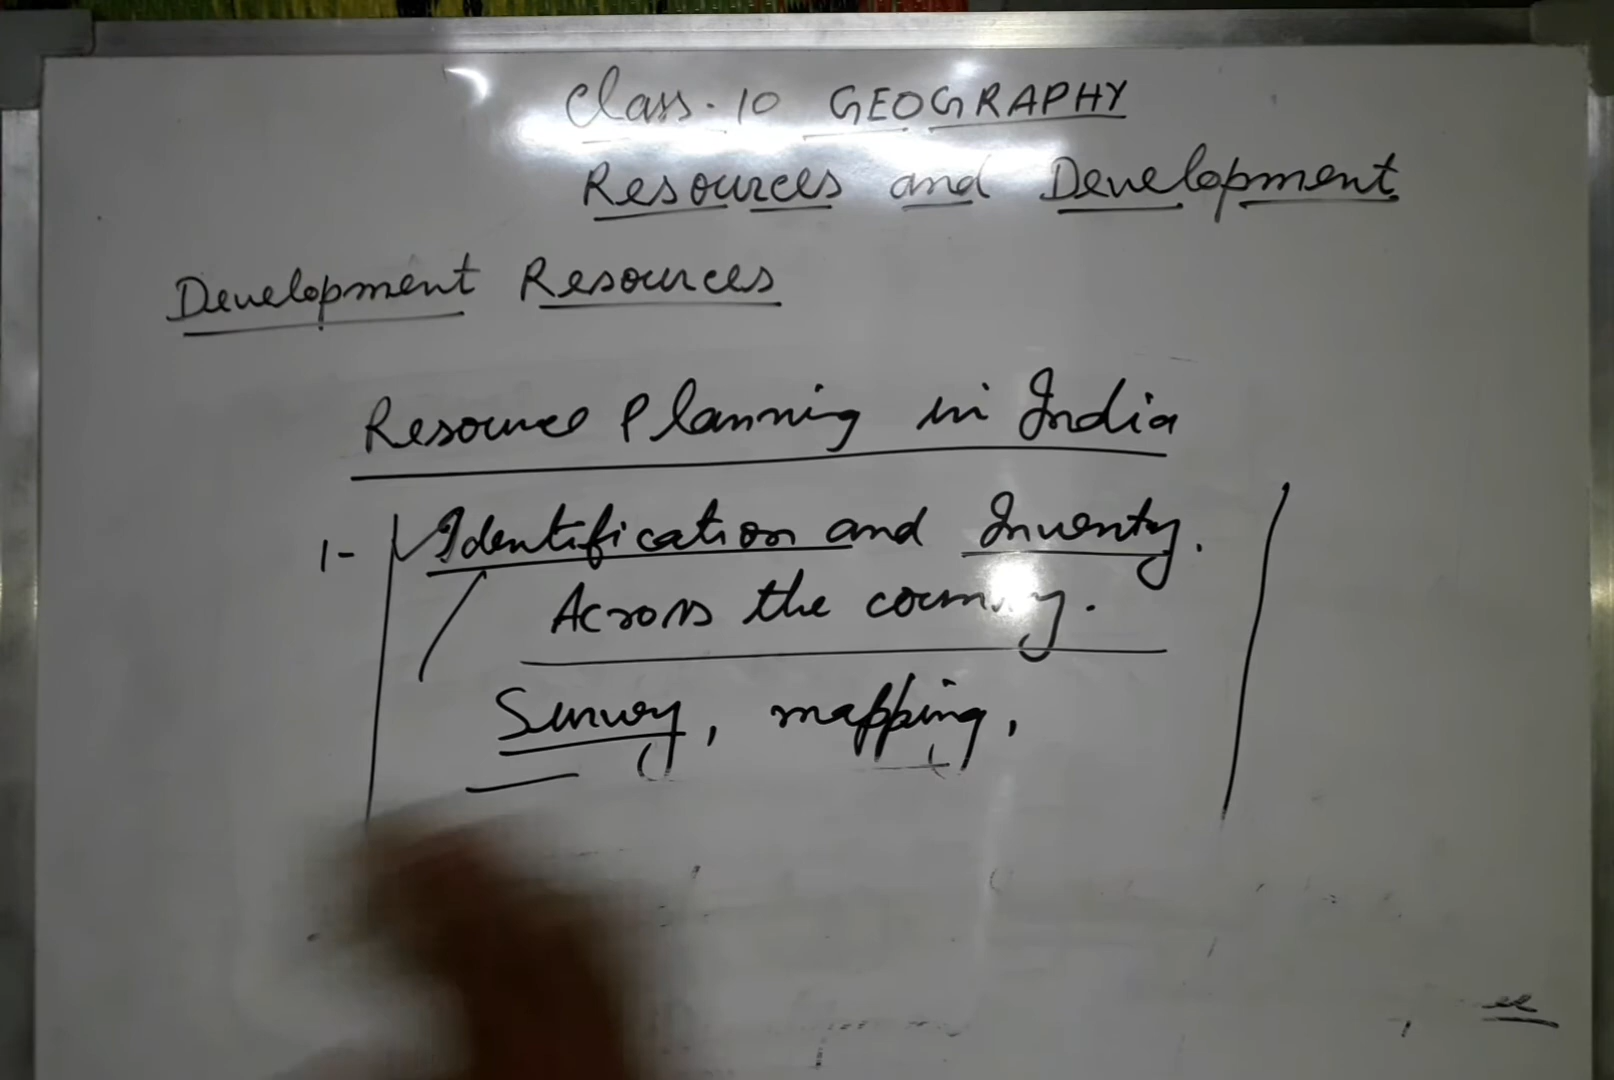 Class. 10 GEOGRAPHY
Resources and Development
Development Resources
Resource Planning in India
1- Identification and Inventy.
Across the country.
Survey, mapping,